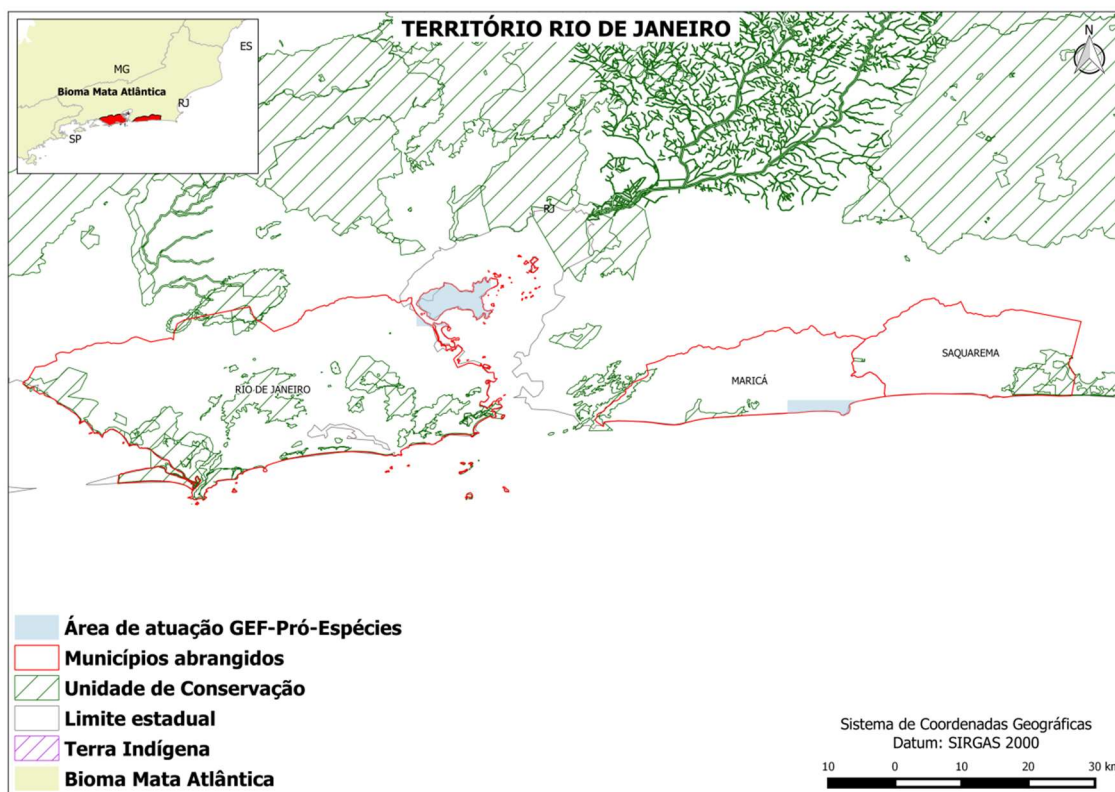 TERRITÓRIO RIO DE JANEIRO
N
ES
MG
Bioma Mata Atlântica
RJ
SP
RJ
SAQUAREMA
MARICÁ
RIO DE JANEIRO
Área de atuação GEF-Pró-Espécies
Municípios abrangidos
Unidade de Conservação
Limite estadual
Terra Indígena
Bioma Mata Atlântica
Sistema de Coordenadas Geográficas
Datum: SIRGAS 2000
10 0 10 20 30 km